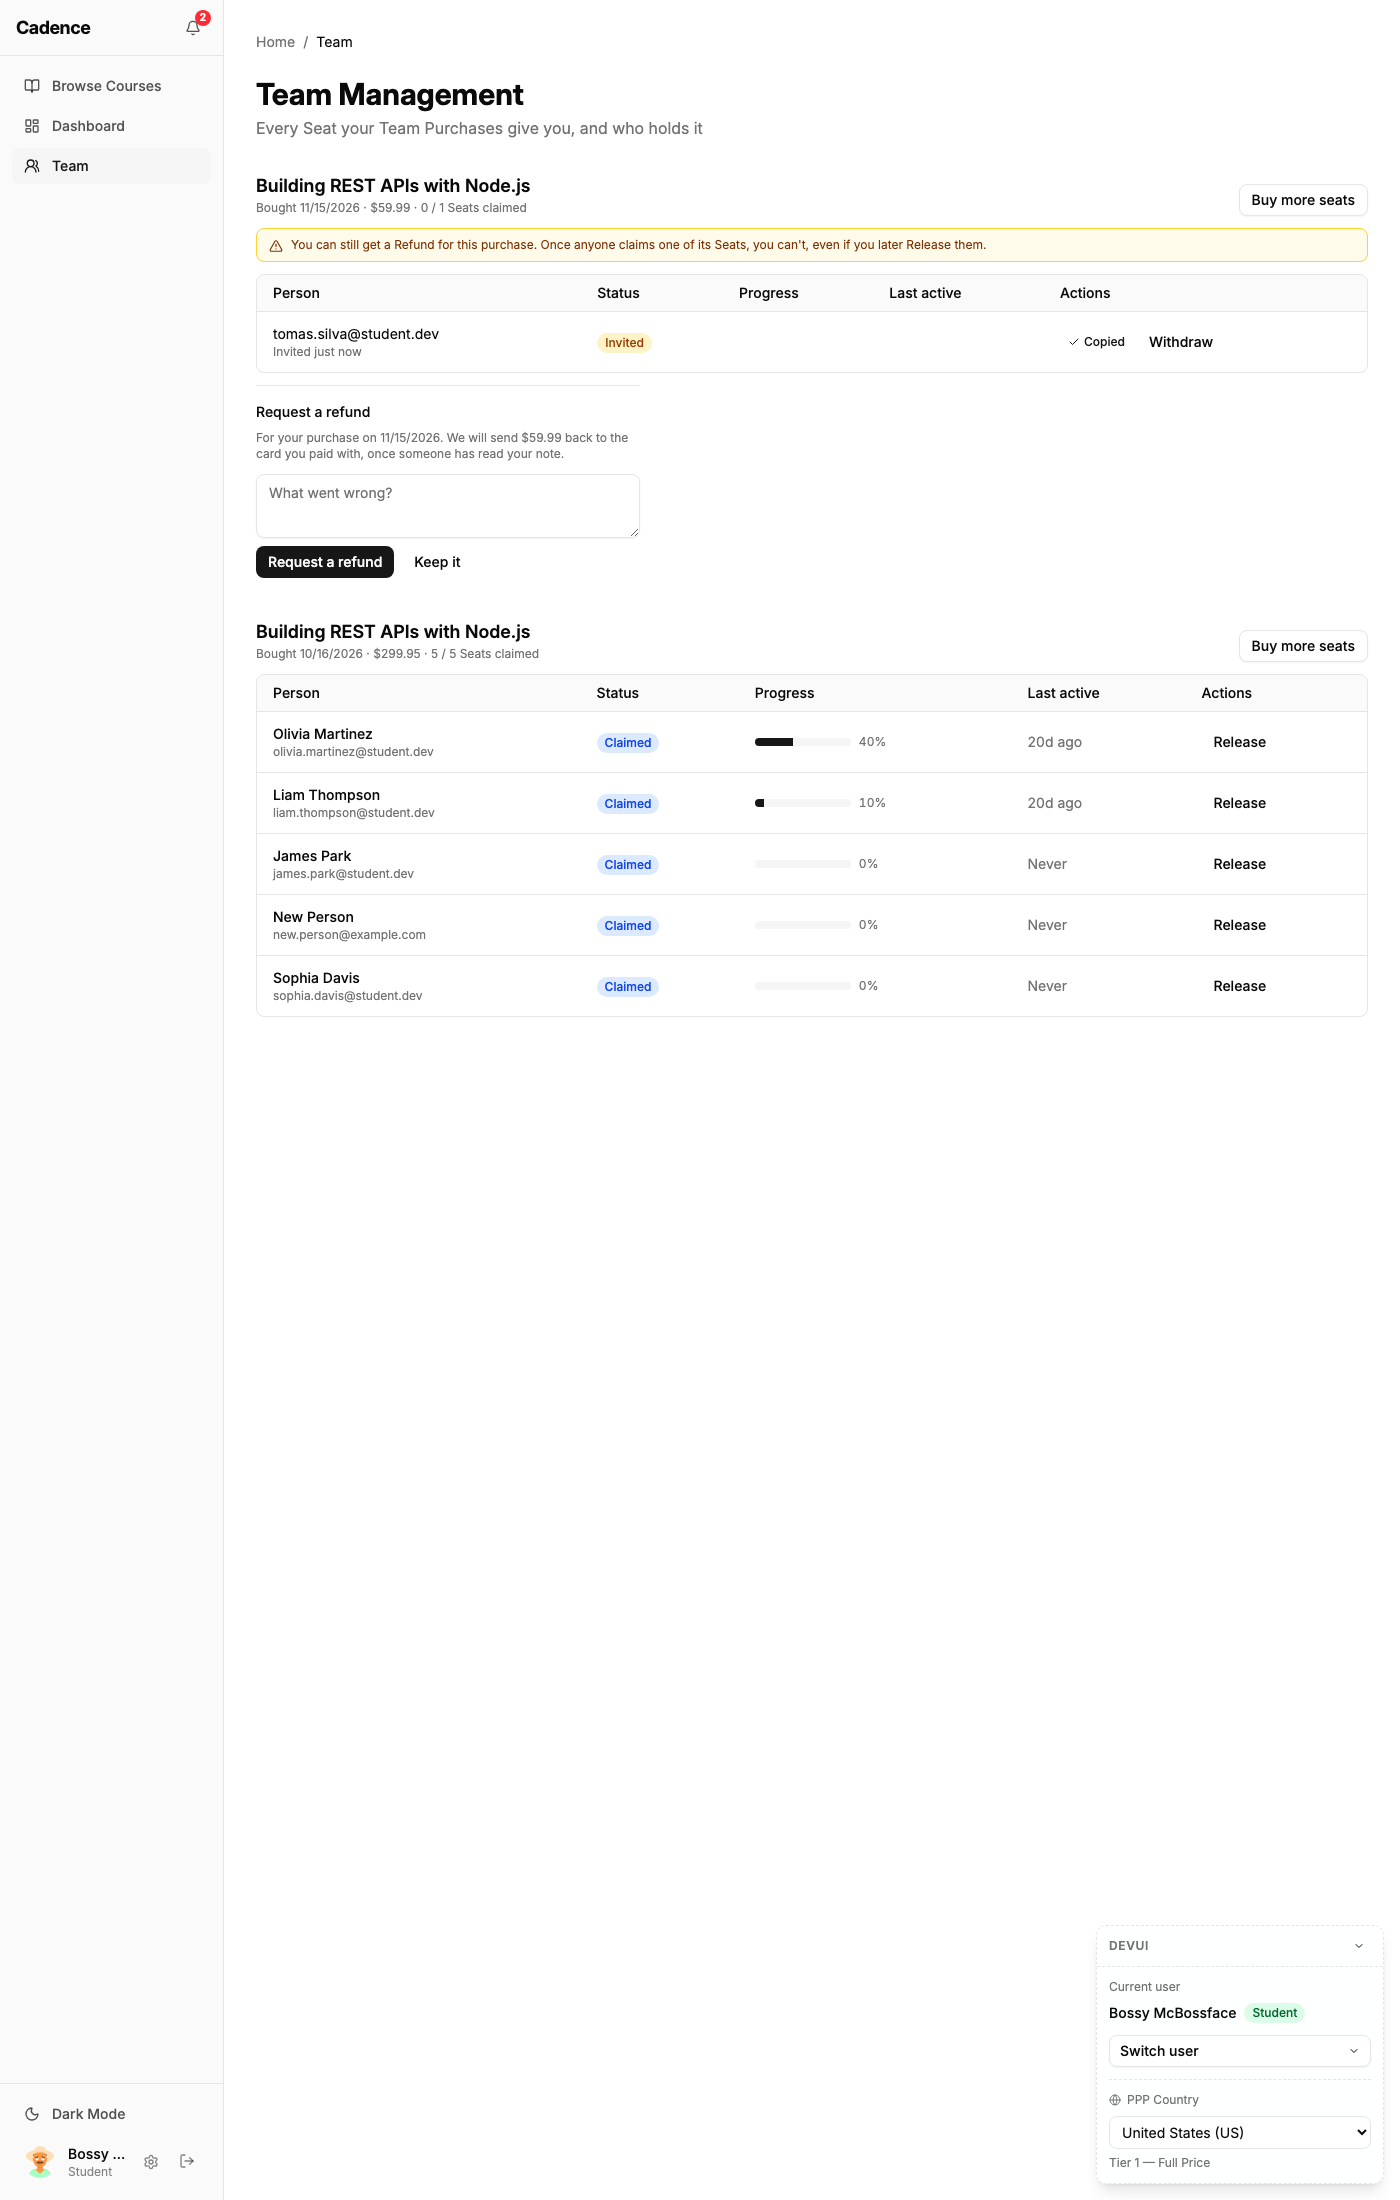 Cadence
2
Browse Courses
Dashboard
Team
Home / Team
Team Management
Every Seat your Team Purchases give you, and who holds it
Building REST APIs with Node.js
Bought 11/15/2026 · $59.99 · 0 / 1 Seats claimed
Buy more seats
You can still get a Refund for this purchase. Once anyone claims one of its Seats, you can't, even if you later Release them.
Person Status Progress Last active Actions
tomas.silva@student.dev
Invited just now
Invited
Copied Withdraw
Request a refund
For your purchase on 11/15/2026. We will send $59.99 back to the
card you paid with, once someone has read your note.
What went wrong?
Request a refund Keep it
Building REST APIs with Node.js
Bought 10/16/2026 · $299.95 · 5 / 5 Seats claimed
Buy more seats
Person Status Progress Last active Actions
Olivia Martinez
olivia.martinez@student.dev
Claimed 40% 20d ago Release
Liam Thompson
liam.thompson@student.dev
Claimed 10% 20d ago Release
James Park
james.park@student.dev
Claimed 0% Never Release
New Person
new.person@example.com
Claimed 0% Never Release
Sophia Davis
sophia.davis@student.dev
Claimed 0% Never Release
DEVUI
Current user
Bossy McBossface Student
Switch user
PPP Country
United States (US)
Tier 1 — Full Price
Dark Mode
Bossy ...
Student